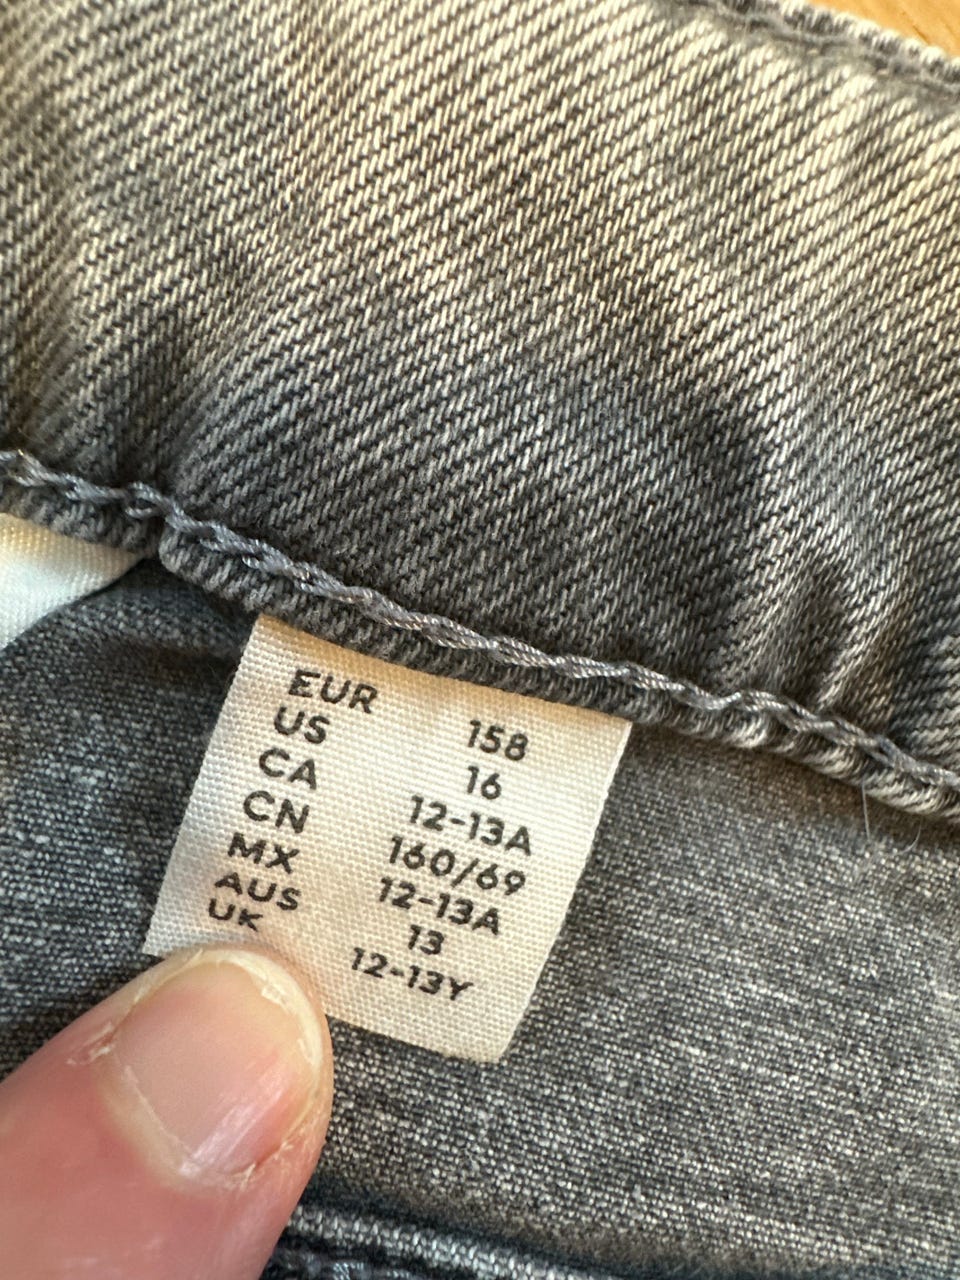 EUR 158
US 16
CA 12-13A
CN 160/69
MX 12-13A
AUS 13
UK 12-13Y